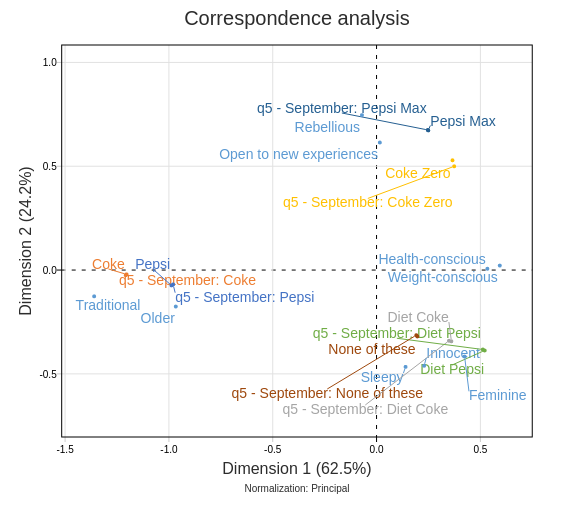 Correspondence analysis
1.0
q5 - September: Pepsi Max
Pepsi Max
Rebellious
Open to new experiences
0.5
Coke Zero
q5 - September: Coke Zero
Dimension 2 (24.2%)
Health-conscious
Coke
Pepsi
0.0
Weight-conscious
q5 - September: Coke
q5 - September: Pepsi
Traditional
Older
Diet Coke
q5 - September: Diet Pepsi
None of these
Innocent
Diet Pepsi
-0.5
Sleepy
q5 - September: None of these
Feminine
q5 - September: Diet Coke
-1.5
-1.0
-0.5
0.0
0.5
Dimension 1 (62.5%)
Normalization: Principal